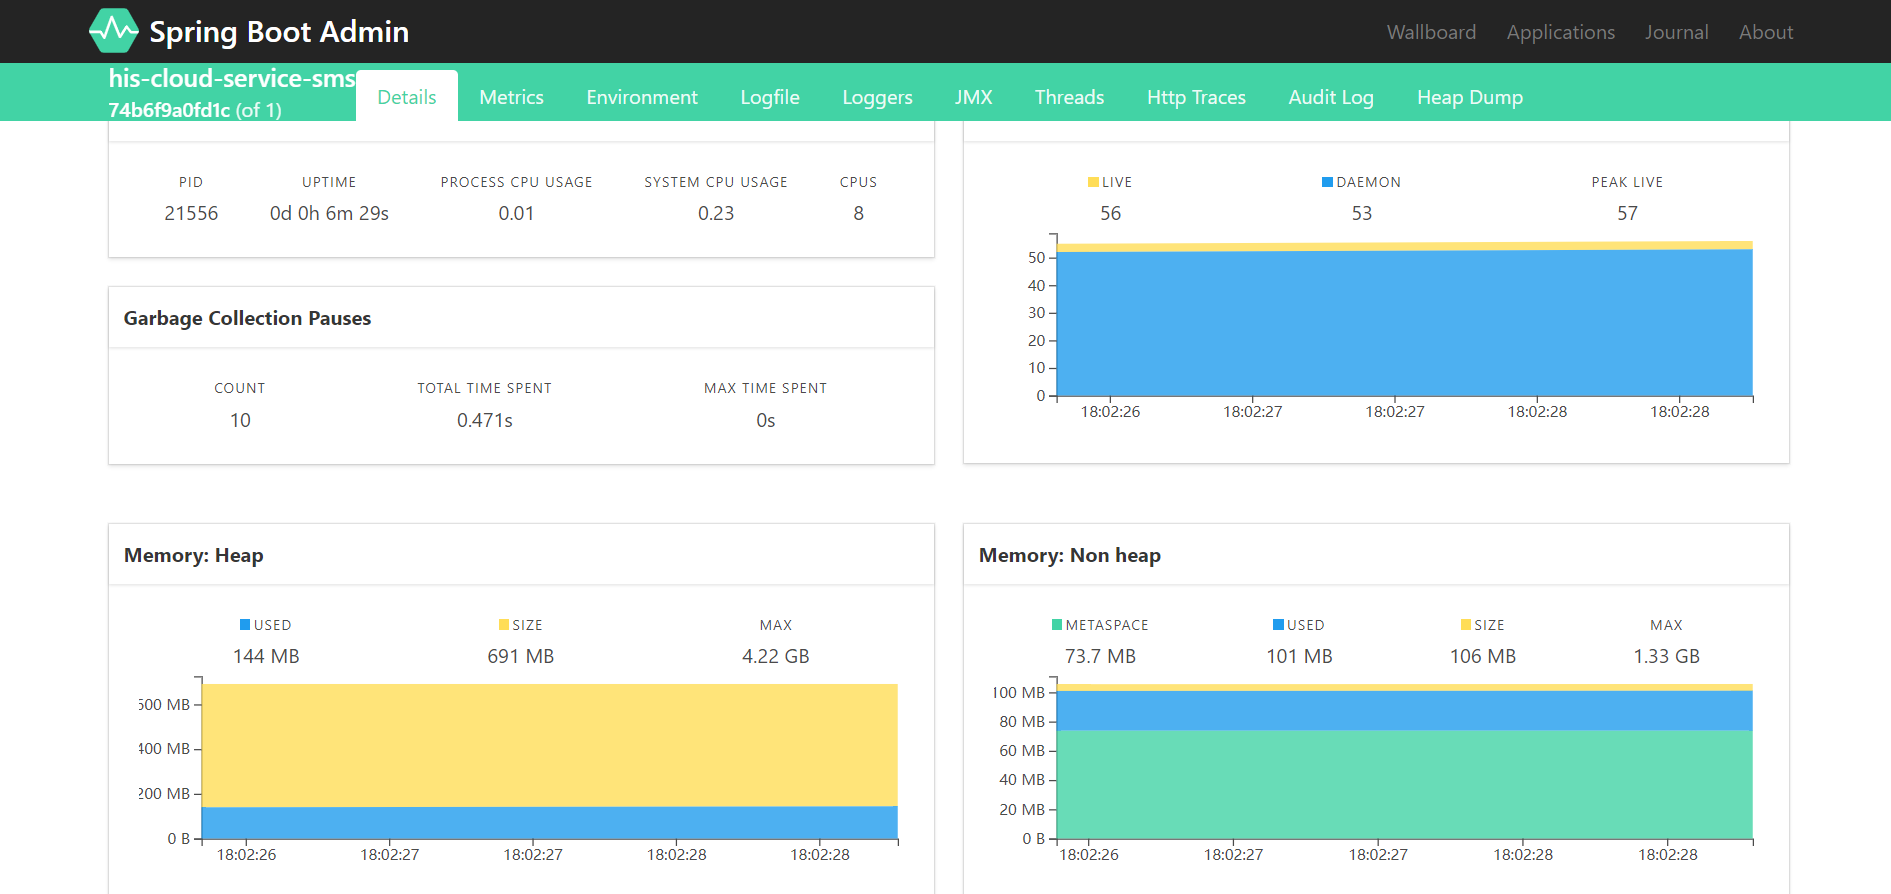 Spring Boot Admin
Wallboard Applications Journal About
his-cloud-service-sms
74b6f9a0fd1c (of 1)
Details Metrics Environment Logfile Loggers JMX Threads Http Traces Audit Log Heap Dump
PID UPTIME PROCESS CPU USAGE SYSTEM CPU USAGE CPUS
21556 0d 0h 6m 29s 0.01 0.23 8
Garbage Collection Pauses
COUNT TOTAL TIME SPENT MAX TIME SPENT
10 0.471s 0s
LIVE DAEMON PEAK LIVE
56 53 57
50
40
30
20
10
0
18:02:26 18:02:27 18:02:27 18:02:28 18:02:28
Memory: Heap
USED SIZE MAX
144 MB 691 MB 4.22 GB
600 MB
400 MB
200 MB
0 B
18:02:26 18:02:27 18:02:27 18:02:28 18:02:28
Memory: Non heap
METASPACE USED SIZE MAX
73.7 MB 101 MB 106 MB 1.33 GB
100 MB
80 MB
60 MB
40 MB
20 MB
0 B
18:02:26 18:02:27 18:02:27 18:02:28 18:02:28